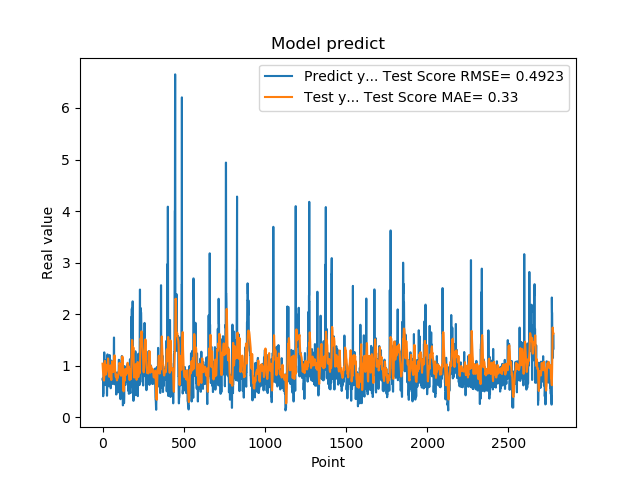 Model predict
Predict y... Test Score RMSE= 0.4923
Test y... Test Score MAE= 0.33
Real value
6
5
4
3
2
1
0
0 500 1000 1500 2000 2500
Point